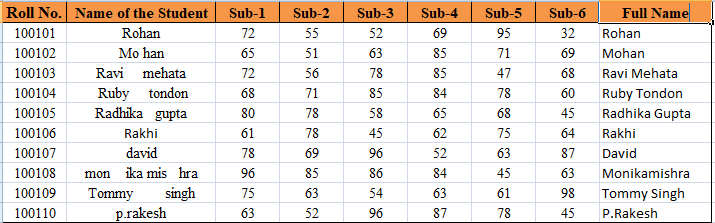 Roll No. Name of the Student Sub-1 Sub-2 Sub-3 Sub-4 Sub-5 Sub-6 Full Name
100101 Rohan 72 55 52 69 95 32 Rohan
100102 Mo han 65 51 63 85 71 69 Mohan
100103 Ravi mehata 72 56 78 85 47 68 Ravi Mehata
100104 Ruby tondon 68 71 85 84 78 60 Ruby Tondon
100105 Radhika gupta 80 78 58 65 68 45 Radhika Gupta
100106 Rakhi 61 78 45 62 75 64 Rakhi
100107 david 78 69 96 52 63 87 David
100108 mon ika mis hra 96 85 86 84 45 63 Monikamishra
100109 Tommy singh 75 63 54 63 61 98 Tommy Singh
100110 p.rakesh 63 52 96 87 78 45 P.Rakesh